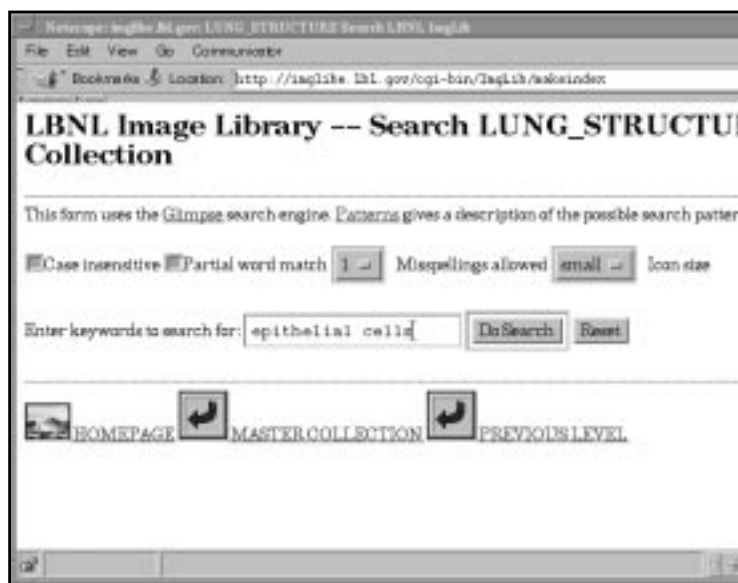 Netscape: imglib.lbl.gov: LUNG_STRUCTURE Search LBNL ImgLib
File Edit View Go Communicator
Bookmarks Location: http://imglib.lbl.gov/cgi-bin/ImgLib/makeindex
LBNL Image Library -- Search LUNG_STRUCTU
Collection
This form uses the Glimpse search engine. Patterns gives a description of the possible search patter
Case insensitive Partial word match 1 Misspellings allowed small Icon size
Enter keywords to search for: epithelial cells Do Search Reset
HOMEPAGE MASTER COLLECTION PREVIOUS LEVEL